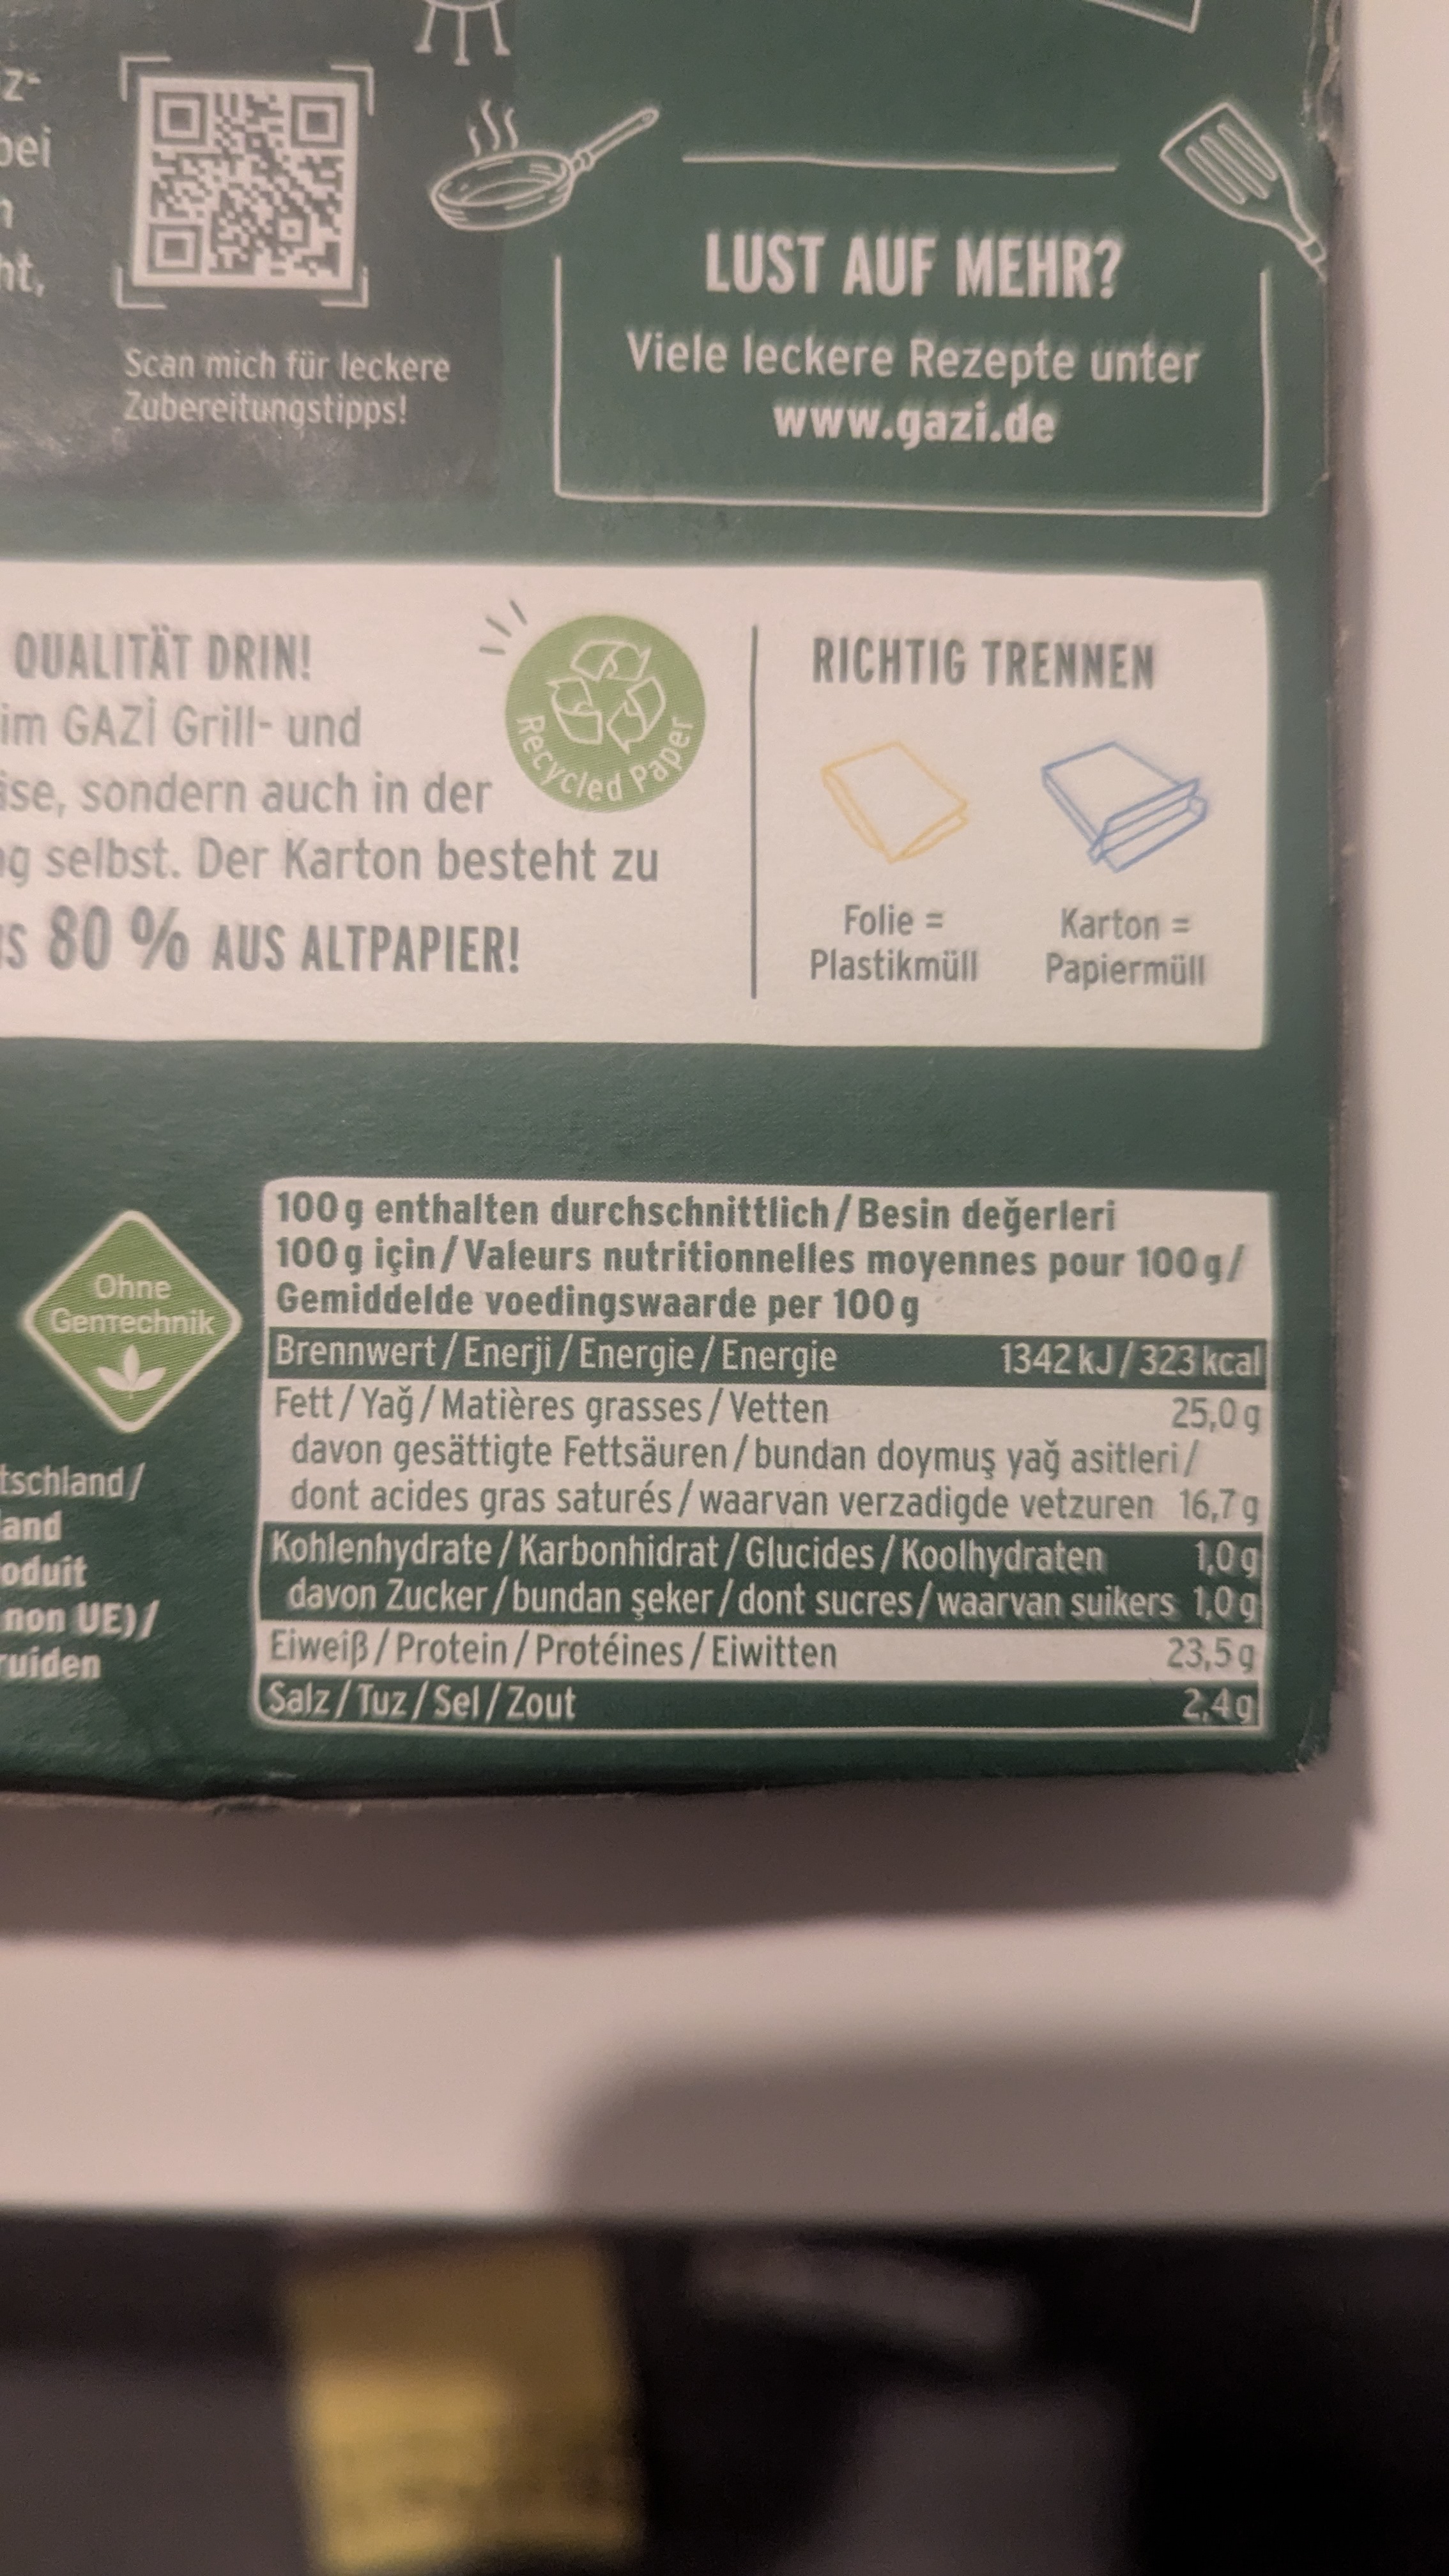 z-
bei
n
ht,
Scan mich für leckere
Zubereitungstipps!
LUST AUF MEHR?
Viele leckere Rezepte unter
www.gazi.de
QUALITÄT DRIN!
im GAZİ Grill- und
äse, sondern auch in der
ng selbst. Der Karton besteht zu
us 80 % AUS ALTPAPIER!
Recycled Paper
RICHTIG TRENNEN
Folie =
Plastikmüll
Karton =
Papiermüll
Ohne
Gentechnik
tschland/
land
oduit
non UE)/
ruiden
100 g enthalten durchschnittlich/Besin değerleri
100 g için/Valeurs nutritionnelles moyennes pour 100 g/
Gemiddelde voedingswaarde per 100 g
Brennwert/Enerji/Energie/Energie 1342 kJ/323 kcal
Fett/Yağ/Matières grasses/Vetten 25,0 g
davon gesättigte Fettsäuren/bundan doymuş yağ asitleri/
dont acides gras saturés/waarvan verzadigde vetzuren 16,7 g
Kohlenhydrate/Karbonhidrat/Glucides/Koolhydraten 1,0 g
davon Zucker/bundan şeker/dont sucres/waarvan suikers 1,0 g
Eiweiß/Protein/Protéines/Eiwitten 23,5 g
Salz/Tuz/Sel/Zout 2,4 g